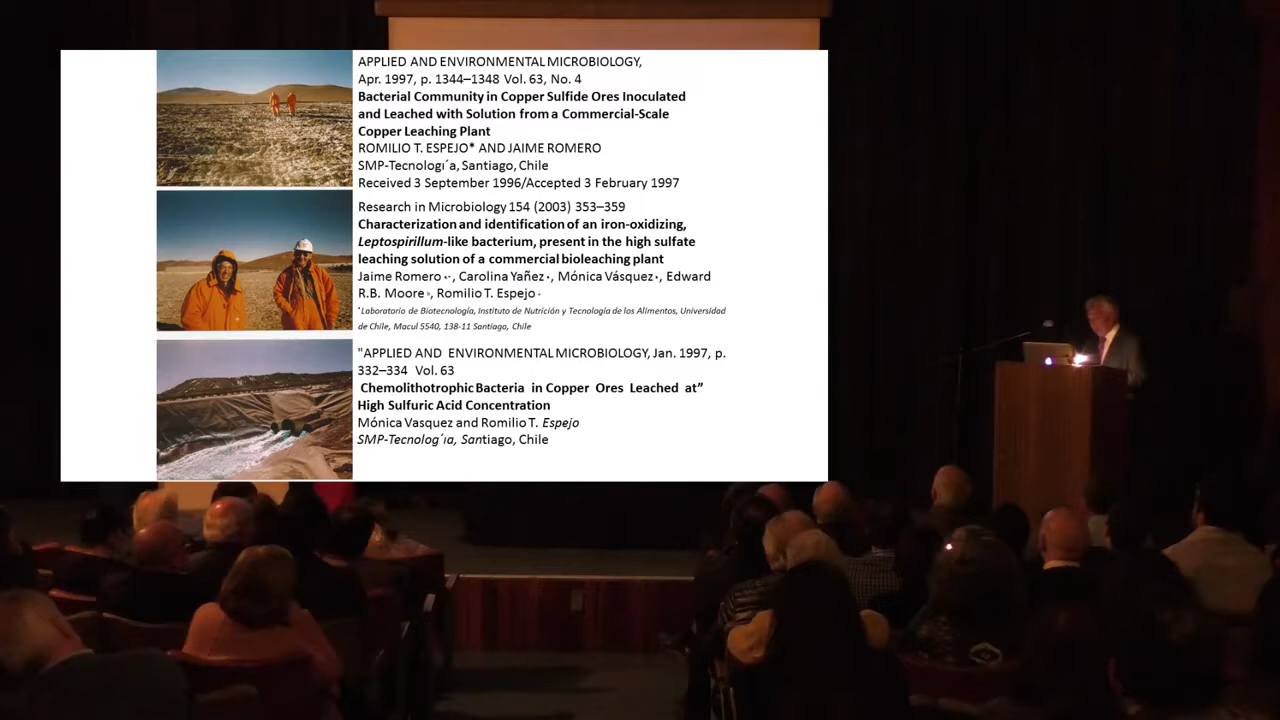 APPLIED AND ENVIRONMENTAL MICROBIOLOGY,
Apr. 1997, p. 1344–1348 Vol. 63, No. 4
Bacterial Community in Copper Sulfide Ores Inoculated
and Leached with Solution from a Commercial-Scale
Copper Leaching Plant
ROMILIO T. ESPEJO* AND JAIME ROMERO
SMP-Tecnologı´a, Santiago, Chile
Received 3 September 1996/Accepted 3 February 1997
Research in Microbiology 154 (2003) 353–359
Characterization and identification of an iron-oxidizing,
Leptospirillum-like bacterium, present in the high sulfate
leaching solution of a commercial bioleaching plant
Jaime Romero, Carolina Yañez, Mónica Vásquez, Edward
R.B. Moore, Romilio T. Espejo
Laboratorio de Biotecnología, Instituto de Nutrición y Tecnología de los Alimentos, Universidad
de Chile, Macul 5540, 138-11 Santiago, Chile
"APPLIED AND ENVIRONMENTAL MICROBIOLOGY, Jan. 1997, p.
332–334 Vol. 63
Chemolithotrophic Bacteria in Copper Ores Leached at”
High Sulfuric Acid Concentration
Mónica Vasquez and Romilio T. Espejo
SMP-Tecnolog´ıa, Santiago, Chile